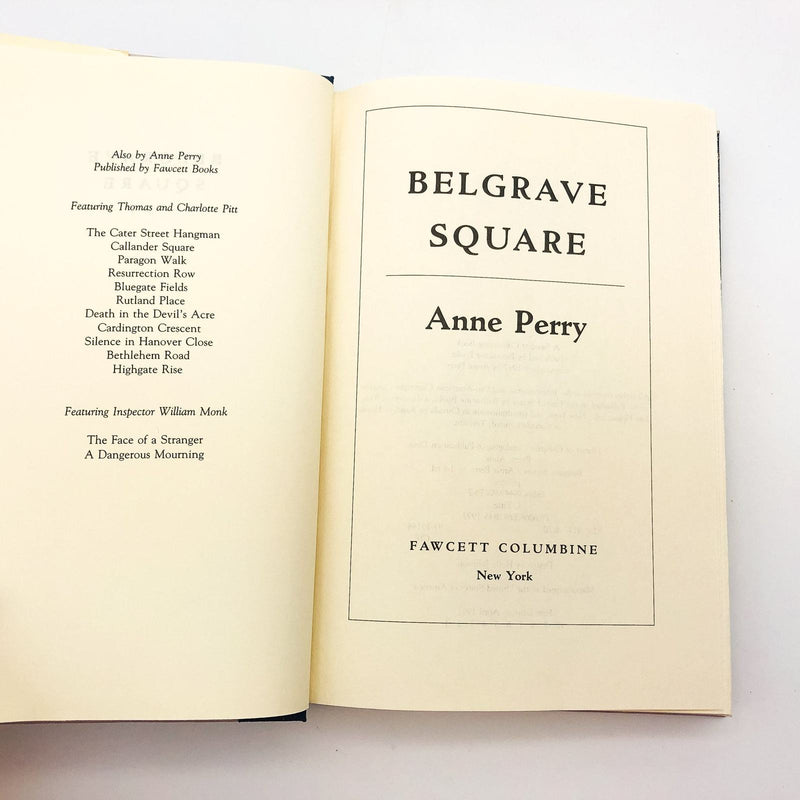 Also by Anne Perry
Published by Fawcett Books
Featuring Thomas and Charlotte Pitt
The Cater Street Hangman
Callander Square
Paragon Walk
Resurrection Row
Bluegate Fields
Rutland Place
Death in the Devil's Acre
Cardington Crescent
Silence in Hanover Close
Bethlehem Road
Highgate Rise
Featuring Inspector William Monk
The Face of a Stranger
A Dangerous Mourning
BELGRAVE
SQUARE
Anne Perry
FAWCETT COLUMBINE
New York